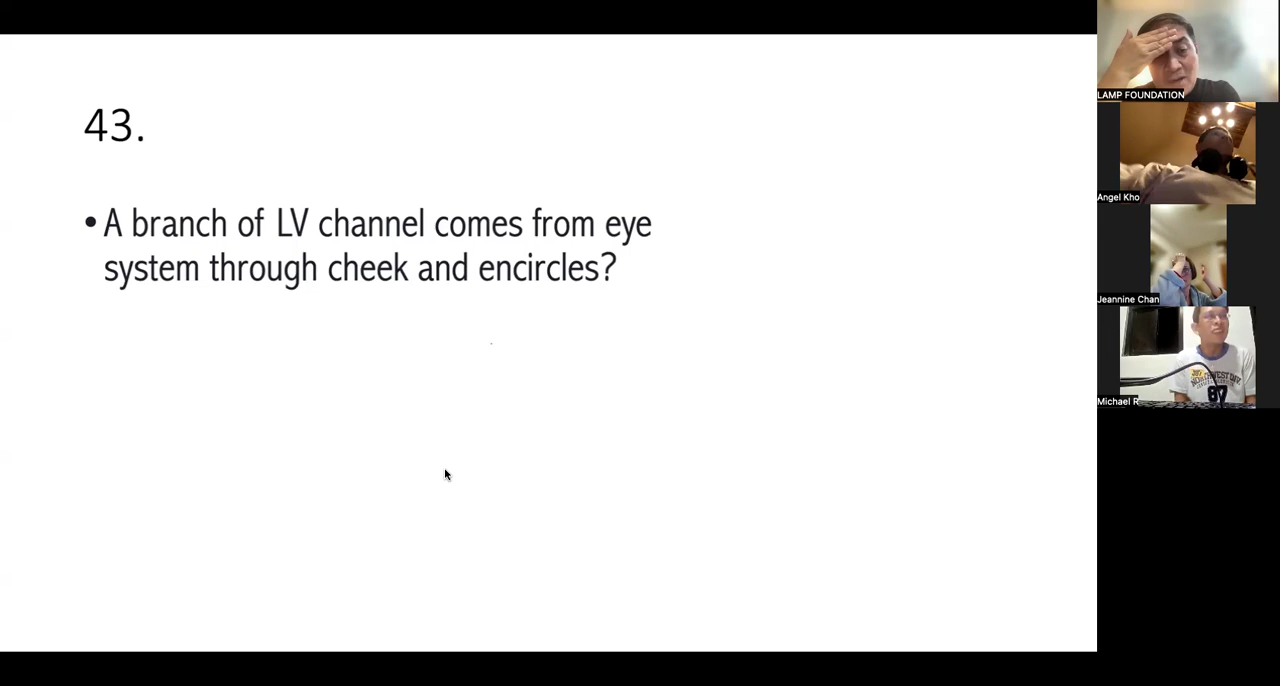 43.
• A branch of LV channel comes from eye
system through cheek and encircles?
LAMP FOUNDATION
Angel Kho
Jeannine Chan
Michael R